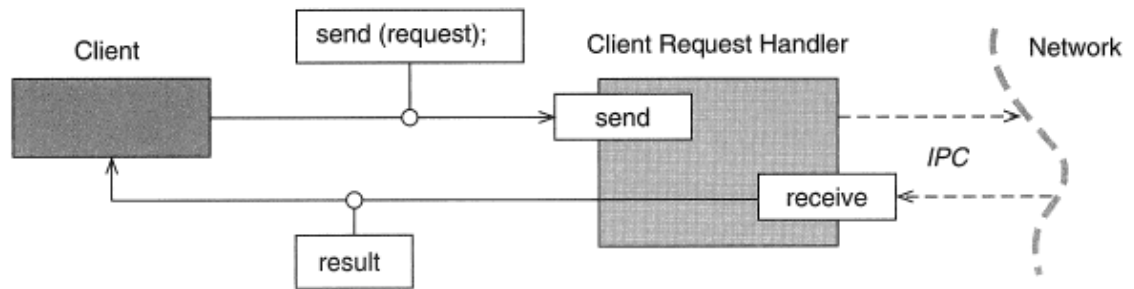 send (request);
Client
Client Request Handler
Network
send
IPC
receive
result